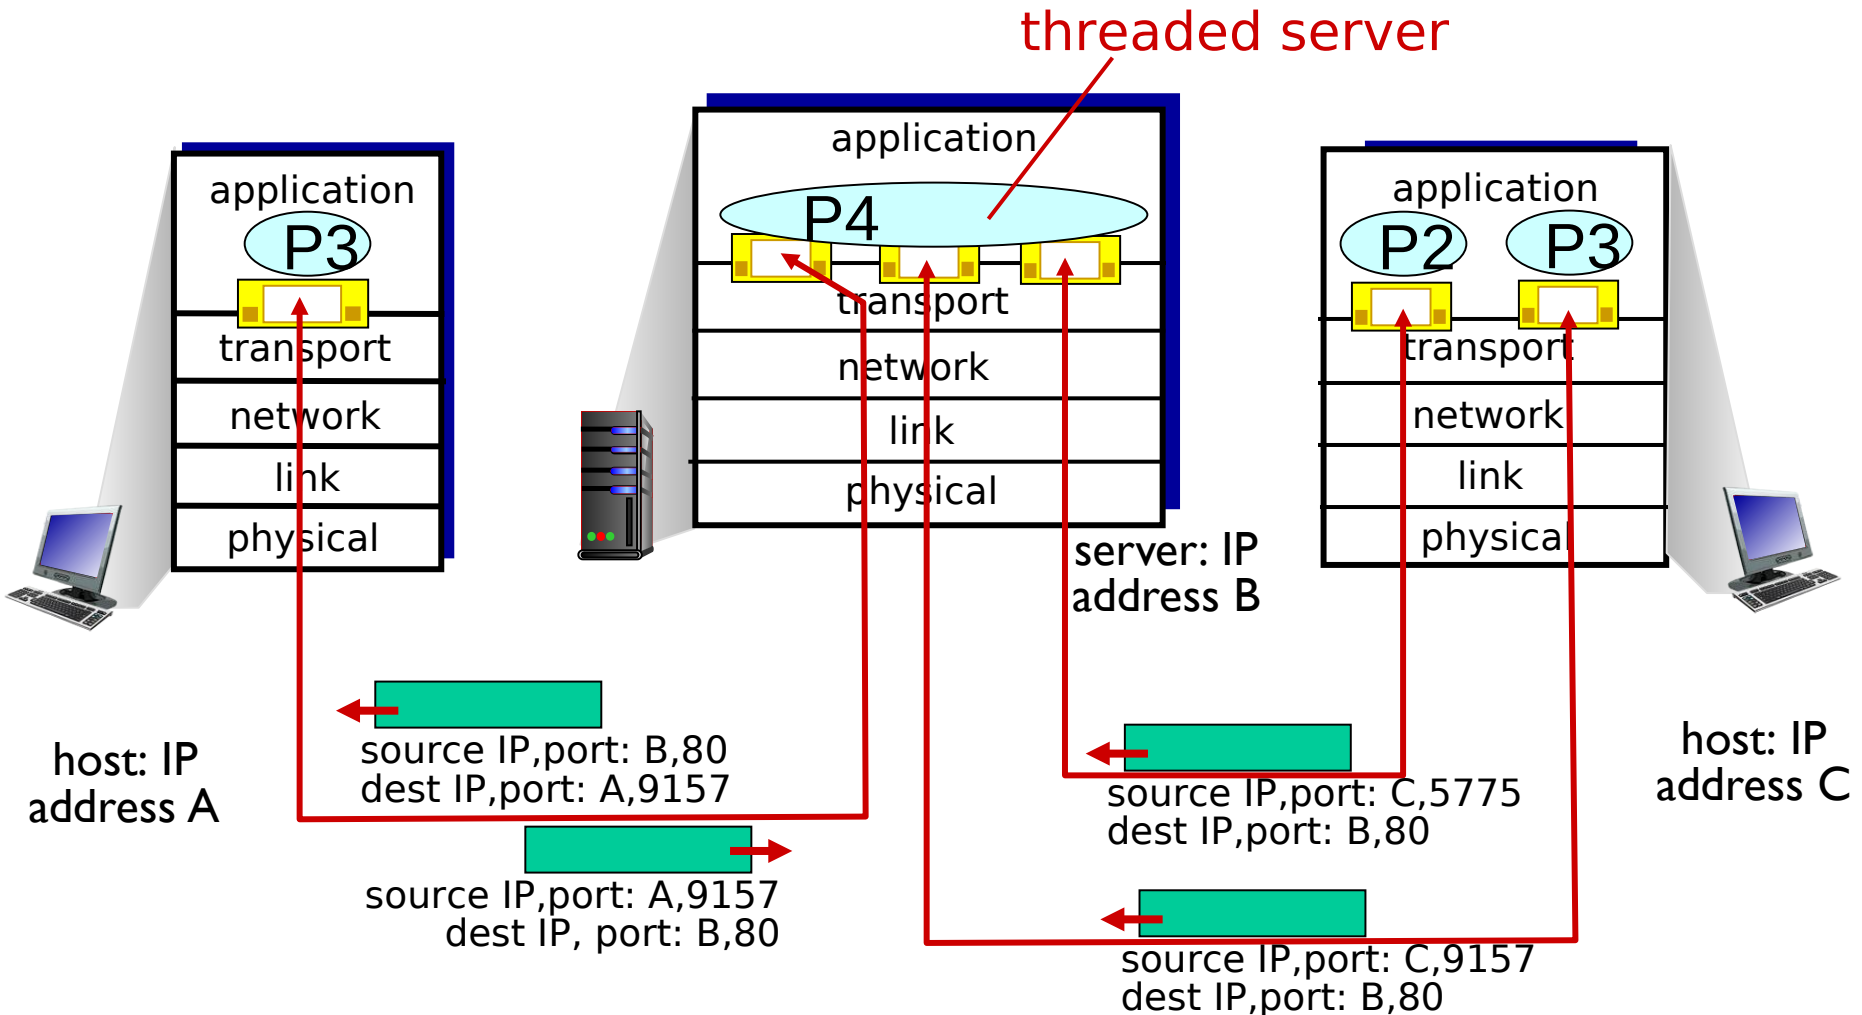 threaded server
application
P3
transport
network
link
physical
application
P4
transport
network
link
physical
application
P2 P3
transport
network
link
physical
server: IP
address B
host: IP
address A
host: IP
address C
source IP,port: B,80
dest IP,port: A,9157
source IP,port: A,9157
dest IP, port: B,80
source IP,port: C,5775
dest IP,port: B,80
source IP,port: C,9157
dest IP,port: B,80